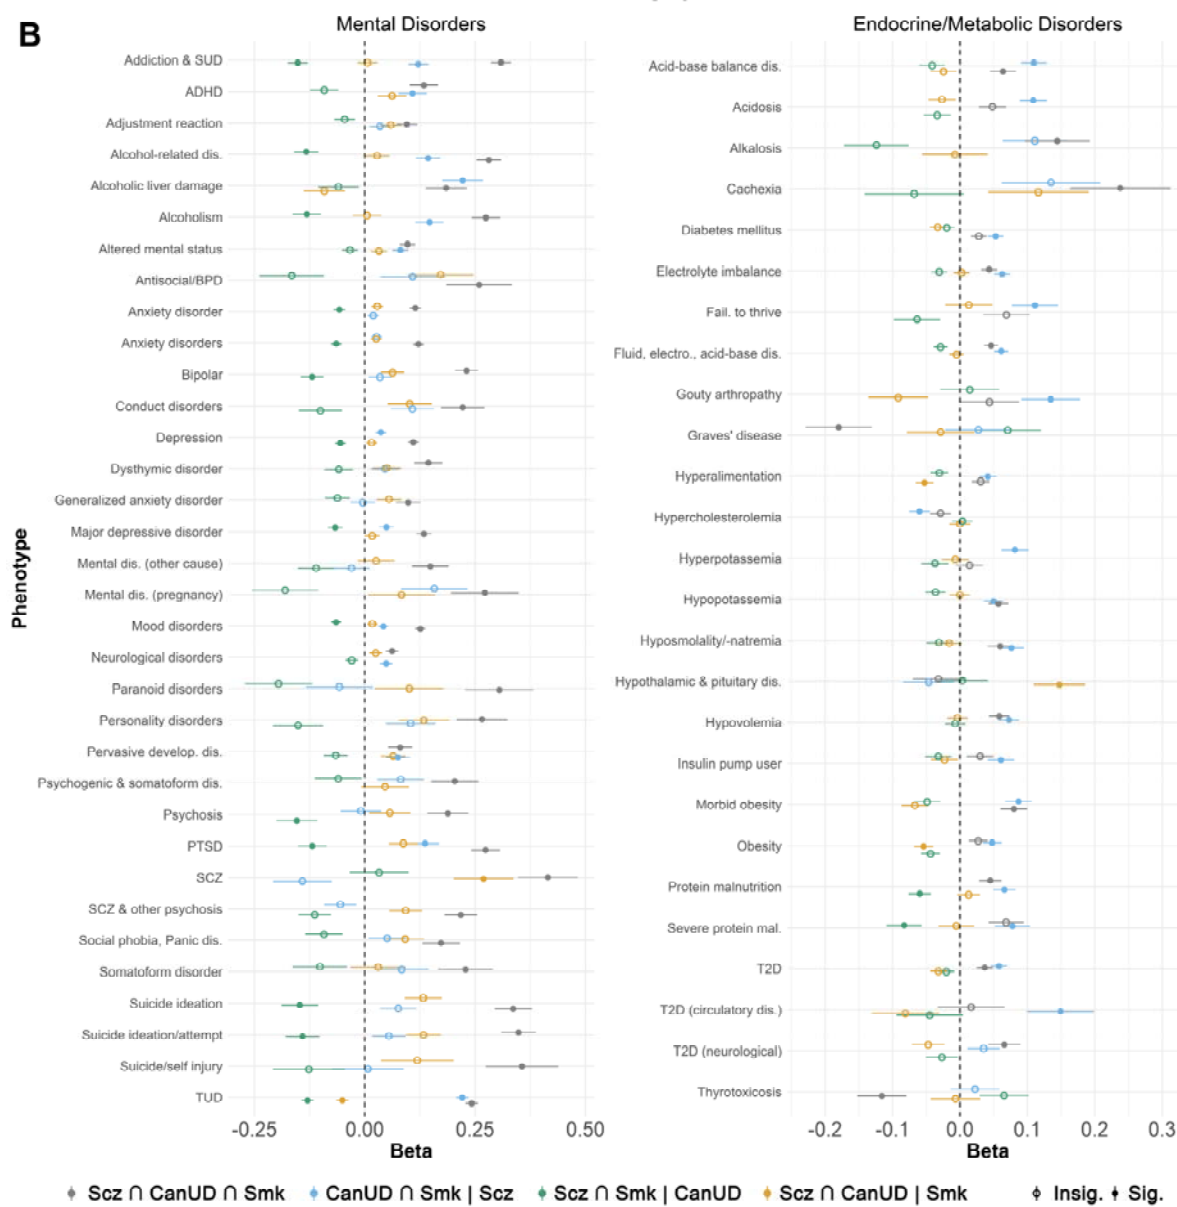 B
Mental Disorders
Endocrine/Metabolic Disorders
Phenotype
Addiction & SUD
ADHD
Adjustment reaction
Alcohol-related dis.
Alcoholic liver damage
Alcoholism
Altered mental status
Antisocial/BPD
Anxiety disorder
Anxiety disorders
Bipolar
Conduct disorders
Depression
Dysthymic disorder
Generalized anxiety disorder
Major depressive disorder
Mental dis. (other cause)
Mental dis. (pregnancy)
Mood disorders
Neurological disorders
Paranoid disorders
Personality disorders
Pervasive develop. dis.
Psychogenic & somatoform dis.
Psychosis
PTSD
SCZ
SCZ & other psychosis
Social phobia, Panic dis.
Somatoform disorder
Suicide ideation
Suicide ideation/attempt
Suicide/self injury
TUD
-0.25 0.00 0.25 0.50
Beta
Acid-base balance dis.
Acidosis
Alkalosis
Cachexia
Diabetes mellitus
Electrolyte imbalance
Fail. to thrive
Fluid, electro., acid-base dis.
Gouty arthropathy
Graves' disease
Hyperalimentation
Hypercholesterolemia
Hyperpotassemia
Hypopotassemia
Hyposmolality/-natremia
Hypothalamic & pituitary dis.
Hypovolemia
Insulin pump user
Morbid obesity
Obesity
Protein malnutrition
Severe protein mal.
T2D
T2D (circulatory dis.)
T2D (neurological)
Thyrotoxicosis
-0.2 -0.1 0.0 0.1 0.2 0.3
Beta
Scz ∩ CanUD ∩ Smk CanUD ∩ Smk | Scz Scz ∩ Smk | CanUD Scz ∩ CanUD | Smk Insig. Sig.